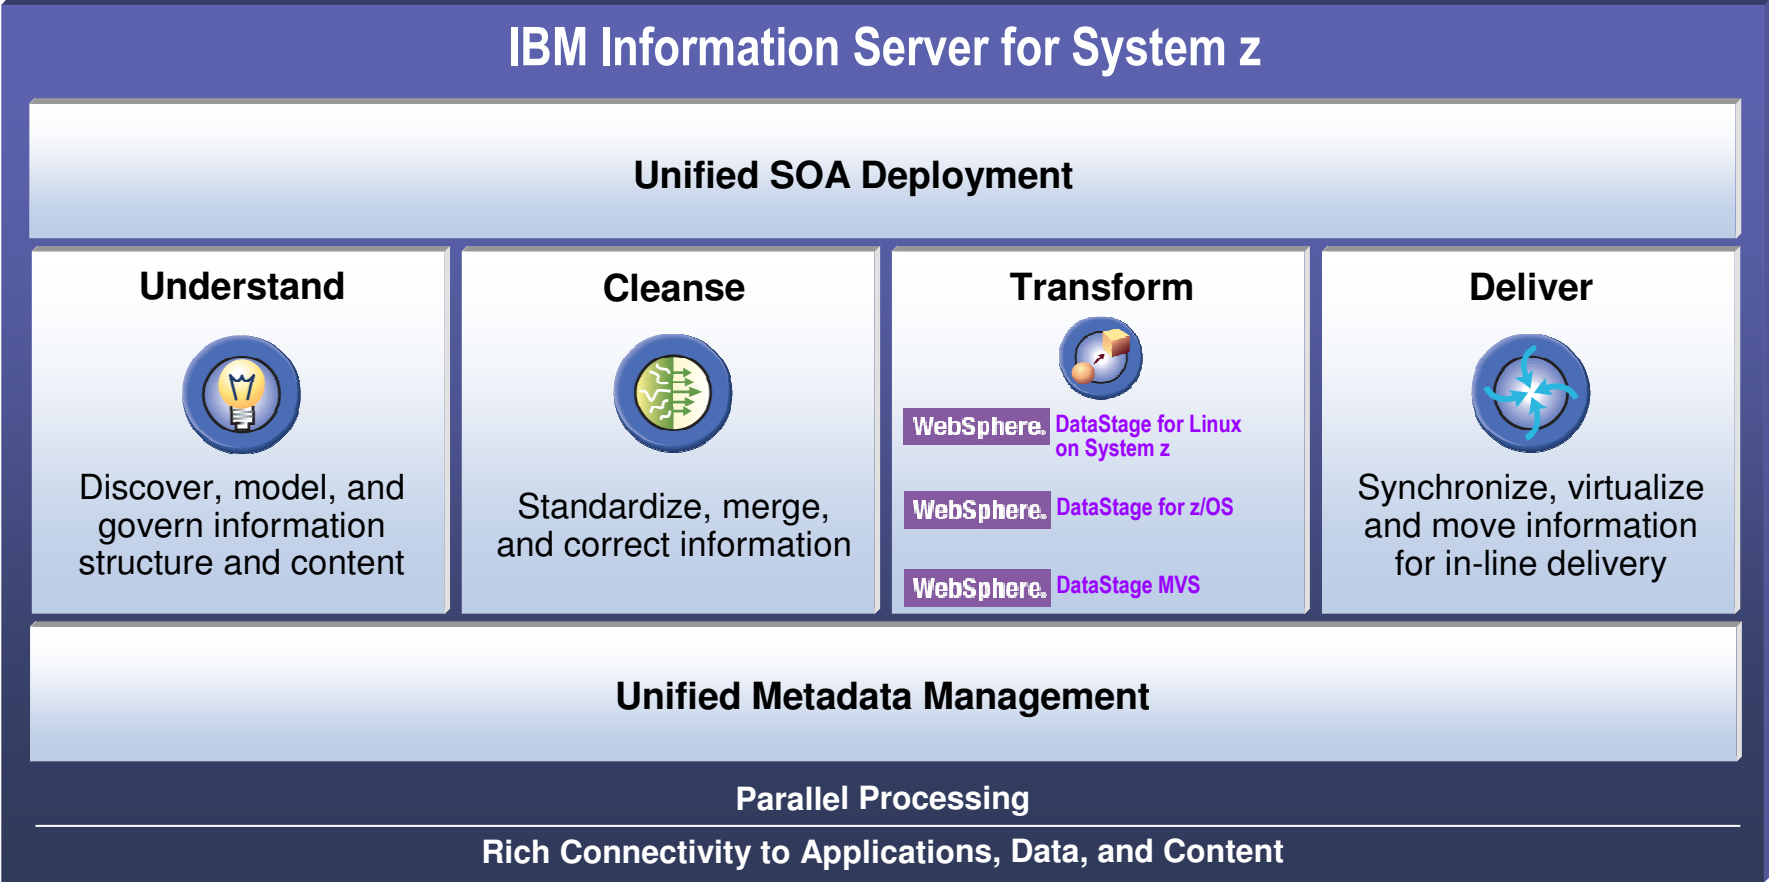 IBM Information Server for System z
Unified SOA Deployment
Understand
Discover, model, and
govern information
structure and content
Cleanse
Standardize, merge,
and correct information
Transform
WebSphere. DataStage for Linux
on System z
WebSphere. DataStage for z/OS
WebSphere. DataStage MVS
Deliver
Synchronize, virtualize
and move information
for in-line delivery
Unified Metadata Management
Parallel Processing
Rich Connectivity to Applications, Data, and Content